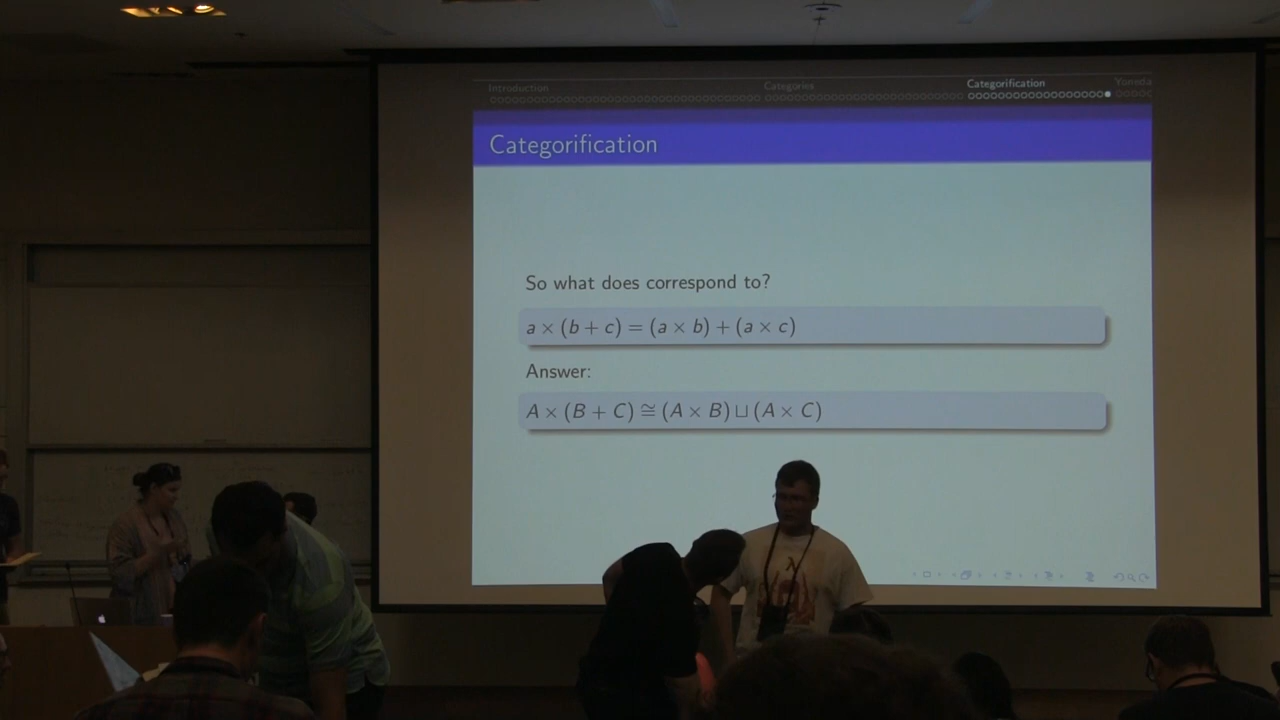 Introduction Categories Categorification Yoneda
Categorification
So what does correspond to?
a × (b + c) = (a × b) + (a × c)
Answer:
A × (B + C) ≅ (A × B) ⊔ (A × C)
λ